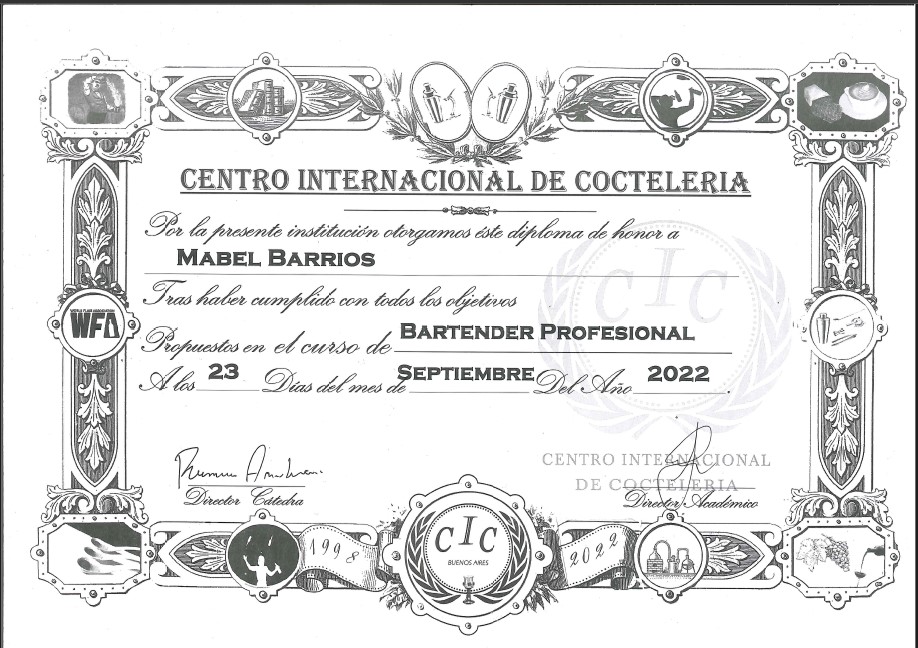 CENTRO INTERNACIONAL DE COCTELERIA
Por la presente institución otorgamos éste diploma de honor a
MABEL BARRIOS
Tras haber cumplido con todos los objetivos
Propuestos en el curso de BARTENDER PROFESIONAL
A los 23 Días del mes de SEPTIEMBRE Del Año 2022.
CIC
WFA
CENTRO INTERNACIONAL
DE COCTELERIA
Director Cátedra
Director Académico
1998
CIC
BUENOS AIRES
2022